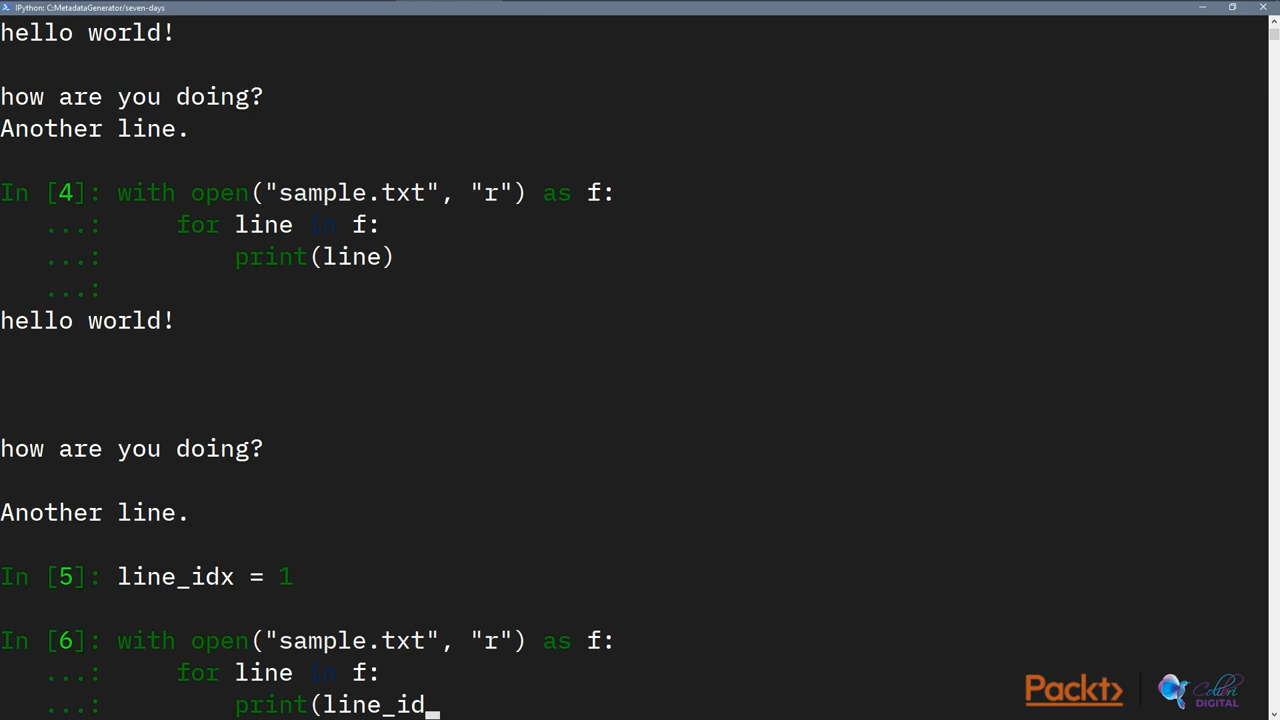 IPython: C:MetadataGenerator/seven-days
hello world!
how are you doing?
Another line.
In [4]: with open("sample.txt", "r") as f:
...: for line in f:
...: print(line)
...:
hello world!
how are you doing?
Another line.
In [5]: line_idx = 1
In [6]: with open("sample.txt", "r") as f:
...: for line in f:
...: print(line_id_
Packt>
Colibri
DIGITAL